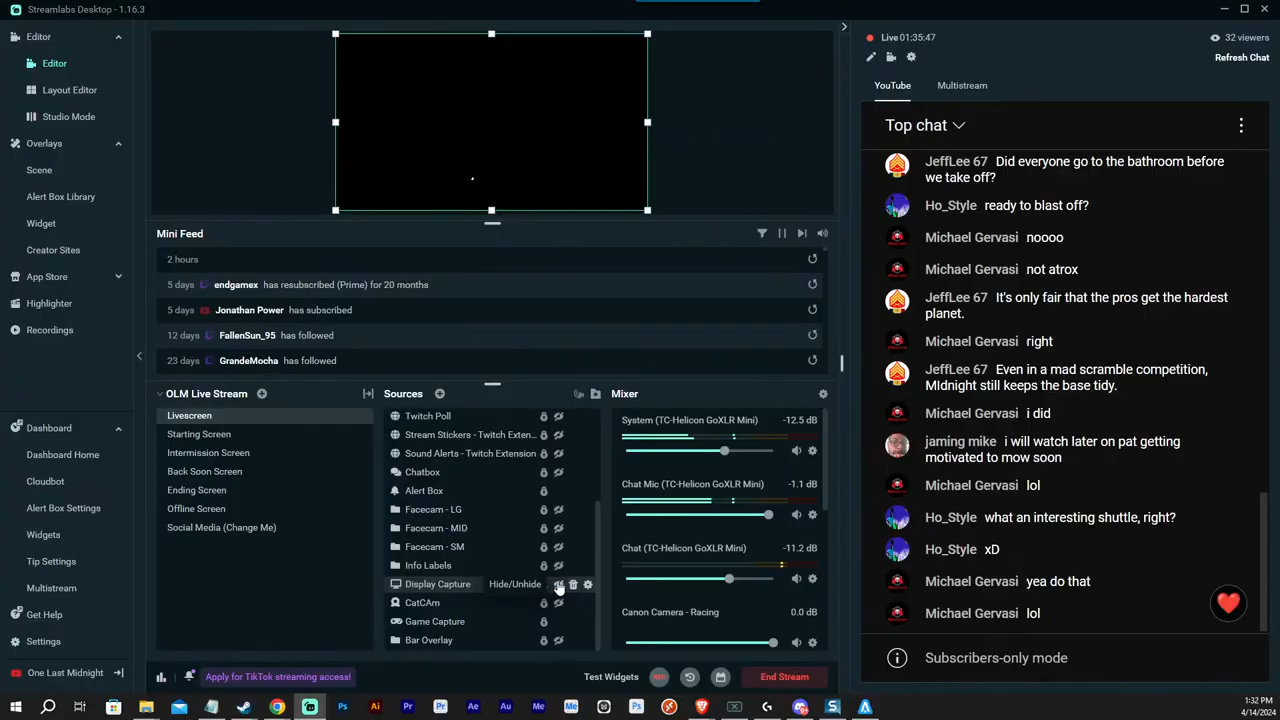 Streamlabs Desktop - 1.16.3
Editor
Editor
Layout Editor
Studio Mode
Overlays
Scene
Alert Box Library
Widget
Creator Sites
App Store
Highlighter
Recordings
Dashboard
Dashboard Home
Cloudbot
Alert Box Settings
Widgets
Tip Settings
Multistream
Get Help
Settings
One Last Midnight
Mini Feed
2 hours
5 days endgamex has resubscribed (Prime) for 20 months
5 days Jonathan Power has subscribed
12 days FallenSun_95 has followed
23 days GrandeMocha has followed
OLM Live Stream
Livescreen
Starting Screen
Intermission Screen
Back Soon Screen
Ending Screen
Offline Screen
Social Media (Change Me)
Sources
Twitch Poll
Stream Stickers - Twitch Exten...
Sound Alerts - Twitch Extension
Chatbox
Alert Box
Facecam - LG
Facecam - MID
Facecam - SM
Info Labels
Display Capture Hide/Unhide
CatCAm
Game Capture
Bar Overlay
Mixer
System (TC-Helicon GoXLR Mini) -12.5 dB
Chat Mic (TC-Helicon GoXLR Mini) -1.1 dB
Chat (TC-Helicon GoXLR Mini) -11.2 dB
Canon Camera - Racing 0.0 dB
Apply for TikTok streaming access!
Test Widgets
End Stream
Live 01:35:47 32 viewers
Refresh Chat
YouTube Multistream
Top chat
JeffLee 67 Did everyone go to the bathroom before
we take off?
Ho_Style ready to blast off?
Michael Gervasi noooo
Michael Gervasi not atrox
JeffLee 67 It's only fair that the pros get the hardest
planet.
Michael Gervasi right
JeffLee 67 Even in a mad scramble competition,
MIdnight still keeps the base tidy.
Michael Gervasi i did
jaming mike i will watch later on pat getting
motivated to mow soon
Michael Gervasi lol
Ho_Style what an interesting shuttle, right?
Ho_Style xD
Michael Gervasi yea do that
Michael Gervasi lol
Subscribers-only mode
Ps Ai Pr Pr Ae Au Me Me Ps
1:32 PM
4/14/2024